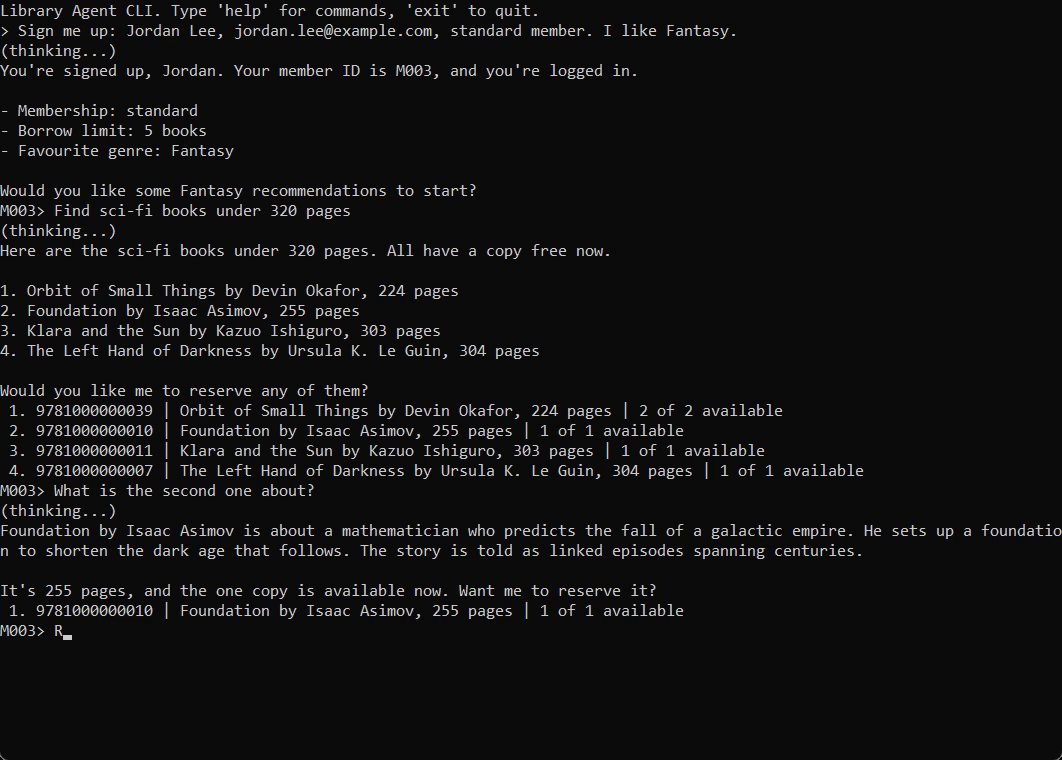 Library Agent CLI. Type 'help' for commands, 'exit' to quit.
> Sign me up: Jordan Lee, jordan.lee@example.com, standard member. I like Fantasy.
(thinking...)
You're signed up, Jordan. Your member ID is M003, and you're logged in.
- Membership: standard
- Borrow limit: 5 books
- Favourite genre: Fantasy
Would you like some Fantasy recommendations to start?
M003> Find sci-fi books under 320 pages
(thinking...)
Here are the sci-fi books under 320 pages. All have a copy free now.
1. Orbit of Small Things by Devin Okafor, 224 pages
2. Foundation by Isaac Asimov, 255 pages
3. Klara and the Sun by Kazuo Ishiguro, 303 pages
4. The Left Hand of Darkness by Ursula K. Le Guin, 304 pages
Would you like me to reserve any of them?
1. 9781000000039 | Orbit of Small Things by Devin Okafor, 224 pages | 2 of 2 available
2. 9781000000010 | Foundation by Isaac Asimov, 255 pages | 1 of 1 available
3. 9781000000011 | Klara and the Sun by Kazuo Ishiguro, 303 pages | 1 of 1 available
4. 9781000000007 | The Left Hand of Darkness by Ursula K. Le Guin, 304 pages | 1 of 1 available
M003> What is the second one about?
(thinking...)
Foundation by Isaac Asimov is about a mathematician who predicts the fall of a galactic empire. He sets up a foundatio
n to shorten the dark age that follows. The story is told as linked episodes spanning centuries.
It's 255 pages, and the one copy is available now. Want me to reserve it?
1. 9781000000010 | Foundation by Isaac Asimov, 255 pages | 1 of 1 available
M003> R_